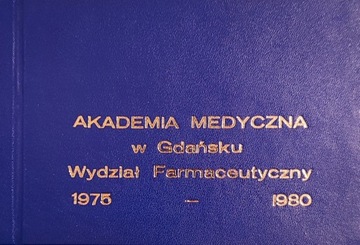 AKADEMIA MEDYCZNA
w Gdańsku
Wydział Farmaceutyczny
1975 — 1980